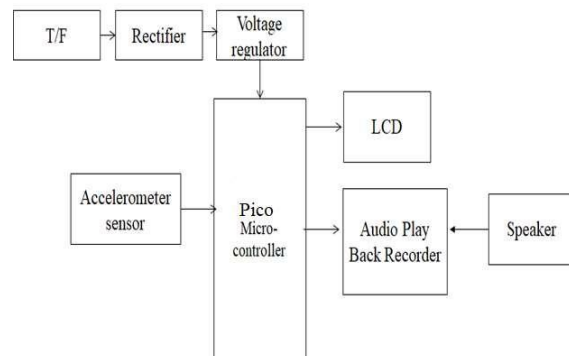 T/F
Rectifier
Voltage
regulator
LCD
Accelerometer
sensor
Pico
Micro-
controller
Audio Play
Back Recorder
Speaker